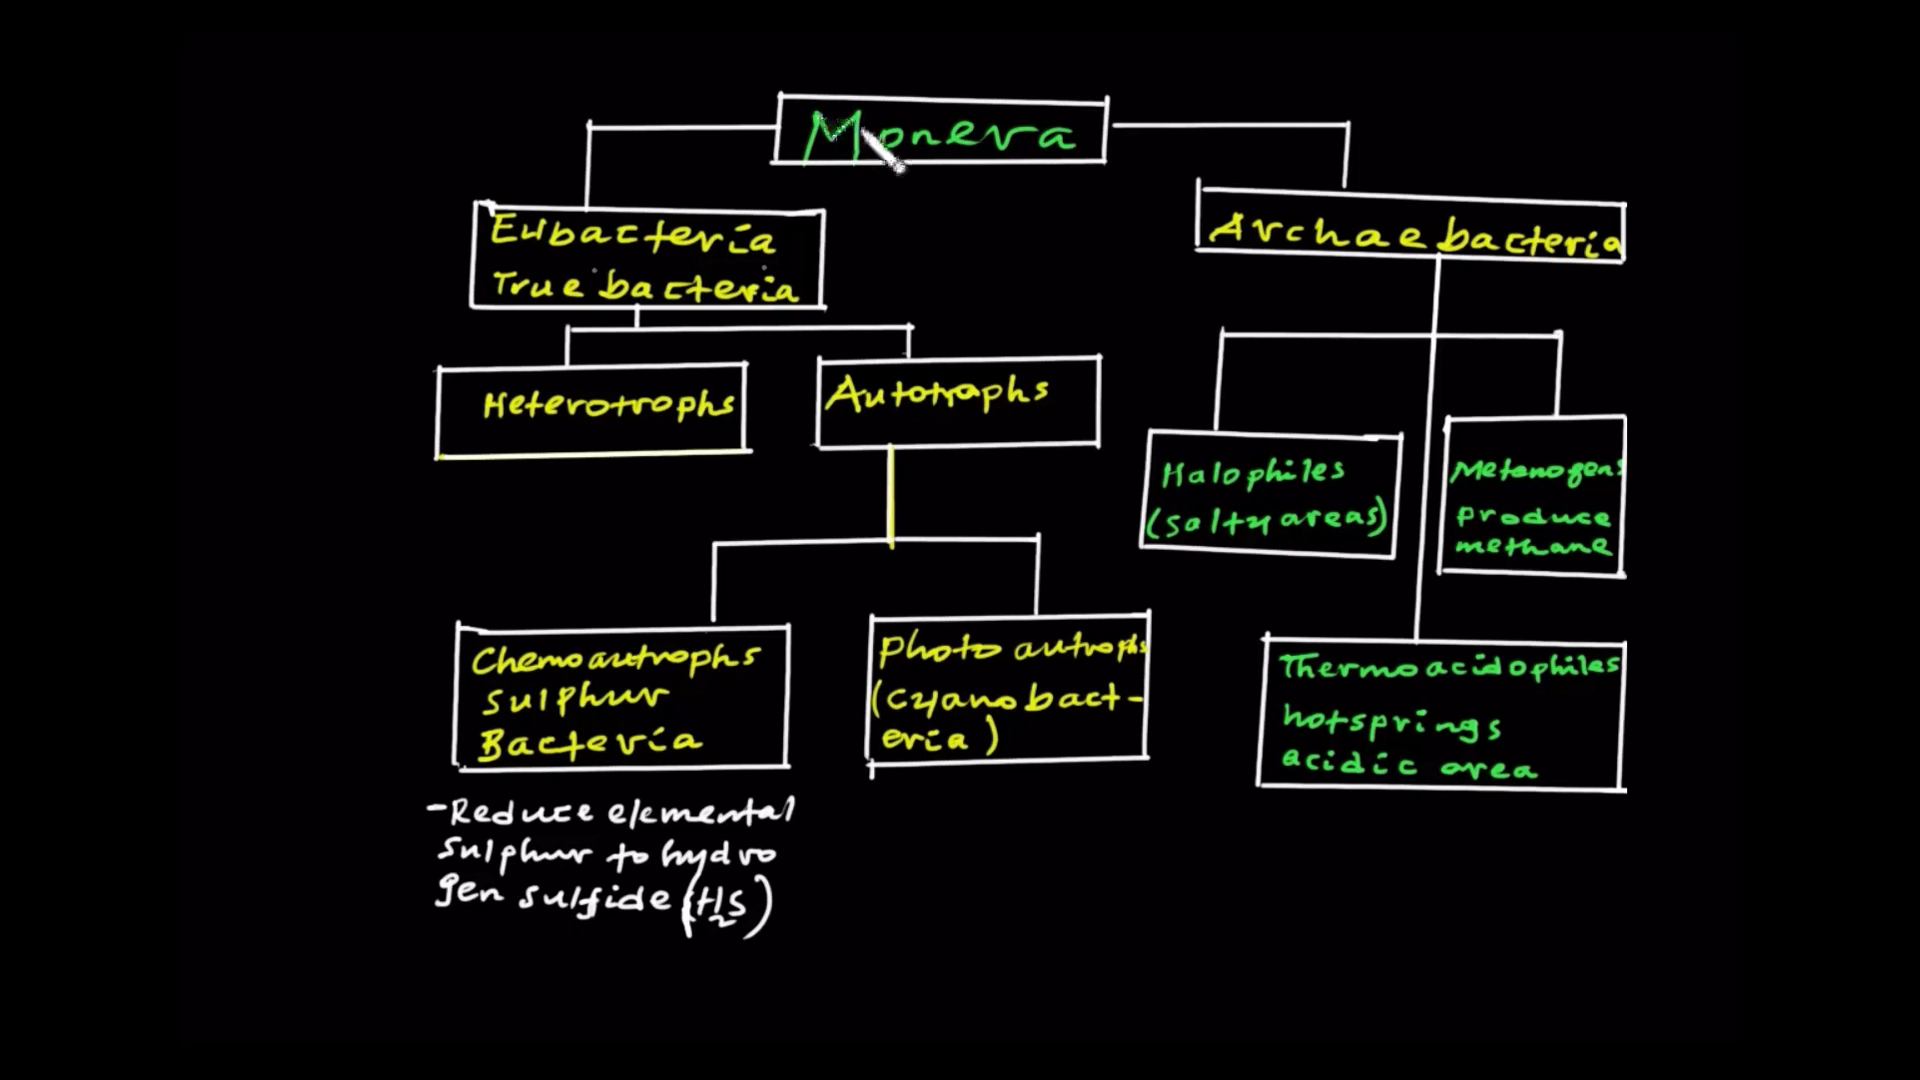 Monera
Eubacteria
True bacteria
Archaebacteria
Heterotrophs
Autotrophs
Halophiles
(salty areas)
Metanogens
produce
methane
Chemoautrophs
Sulphur
Bacteria
Photo autrophs
(cyanobact-
eria)
Thermoacidophiles
hotsprings
acidic area
-Reduce elemental
Sulphur to hydro
gen sulfide (H2S)